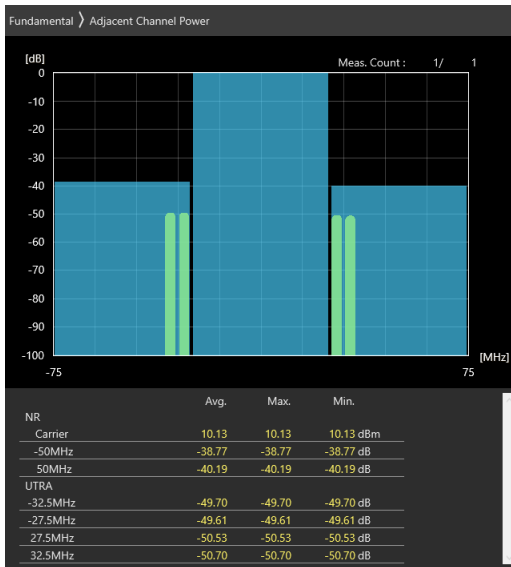 Fundamental 〉 Adjacent Channel Power
[dB]
Meas. Count : 1/ 1
0
-10
-20
-30
-40
-50
-60
-70
-80
-90
-100
[MHz]
-75 75
Avg. Max. Min.
NR
Carrier 10.13 10.13 10.13 dBm
-50MHz -38.77 -38.77 -38.77 dB
50MHz -40.19 -40.19 -40.19 dB
UTRA
-32.5MHz -49.70 -49.70 -49.70 dB
-27.5MHz -49.61 -49.61 -49.61 dB
27.5MHz -50.53 -50.53 -50.53 dB
32.5MHz -50.70 -50.70 -50.70 dB